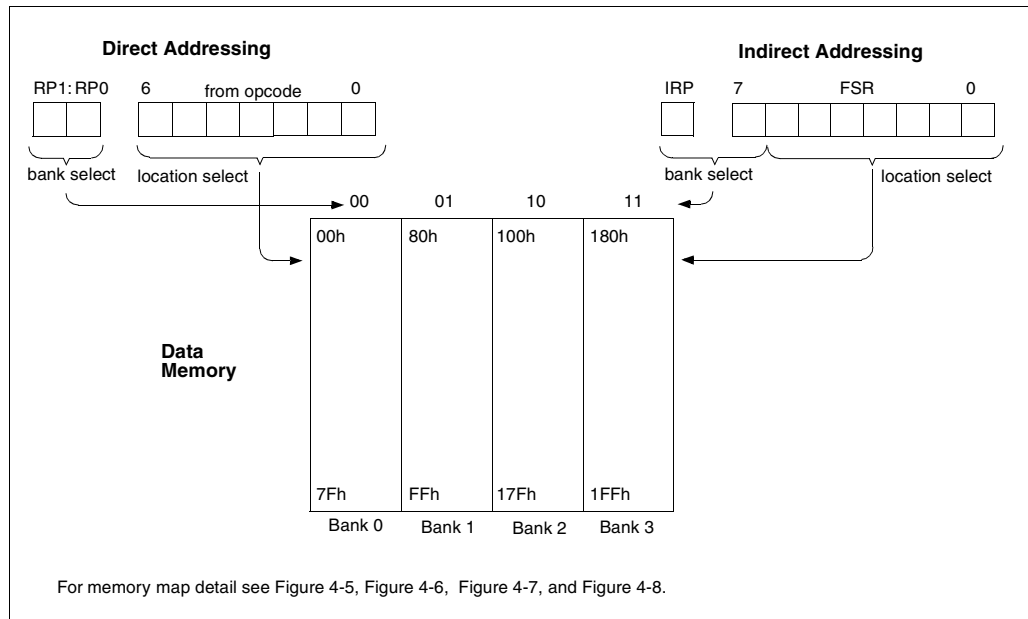 Direct Addressing
Indirect Addressing
RP1: RP0 6 from opcode 0
IRP 7 FSR 0
bank select location select
bank select location select
00 01 10 11
00h 80h 100h 180h
Data
Memory
7Fh FFh 17Fh 1FFh
Bank 0 Bank 1 Bank 2 Bank 3
For memory map detail see Figure 4-5, Figure 4-6, Figure 4-7, and Figure 4-8.